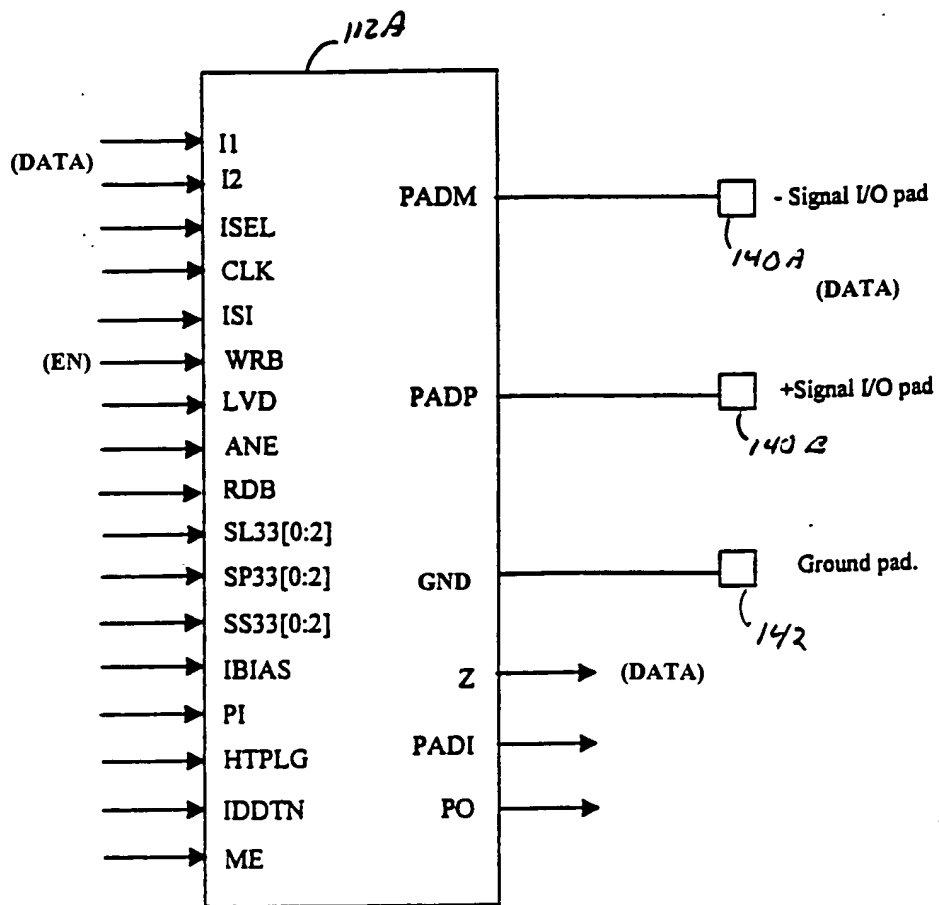 112A
(DATA)
I1
I2
ISEL
CLK
ISI
(EN)
WRB
LVD
ANE
RDB
SL33[0:2]
SP33[0:2]
SS33[0:2]
IBIAS
PI
HTPLG
IDDTN
ME
PADM
- Signal I/O pad
140A
(DATA)
PADP
+Signal I/O pad
140B
GND
Ground pad.
142
Z
(DATA)
PADI
PO